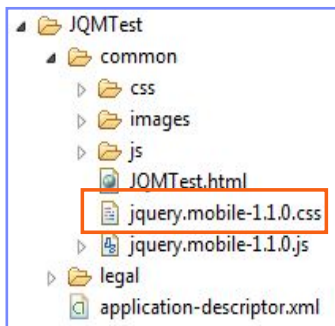 JQMTest
common
css
images
js
JQMTest.html
jquery.mobile-1.1.0.css
jquery.mobile-1.1.0.js
legal
application-descriptor.xml